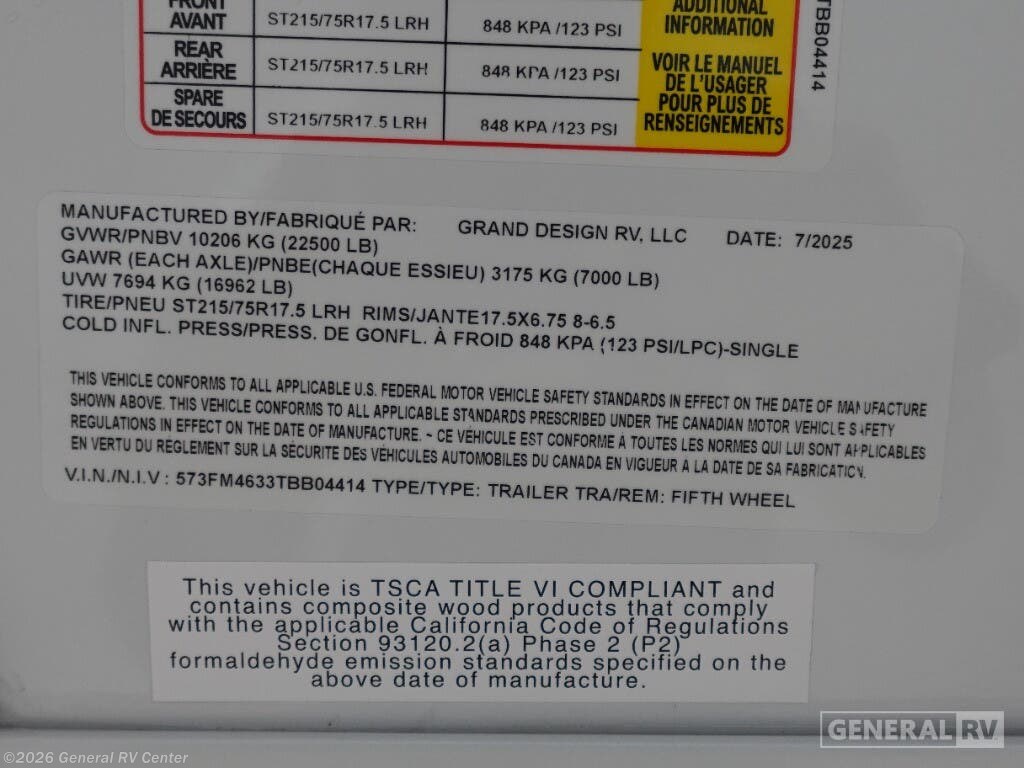 FRONT
AVANT
ST215/75R17.5 LRH
848 KPA /123 PSI
REAR
ARRIÈRE
ST215/75R17.5 LRH
848 KPA /123 PSI
SPARE
DE SECOURS
ST215/75R17.5 LRH
848 KPA /123 PSI
ADDITIONAL
INFORMATION
VOIR LE MANUEL
DE L'USAGER
POUR PLUS DE
RENSEIGNEMENTS
TBB04414
MANUFACTURED BY/FABRIQUÉ PAR: GRAND DESIGN RV, LLC DATE: 7/2025
GVWR/PNBV 10206 KG (22500 LB)
GAWR (EACH AXLE)/PNBE(CHAQUE ESSIEU) 3175 KG (7000 LB)
UVW 7694 KG (16962 LB)
TIRE/PNEU ST215/75R17.5 LRH RIMS/JANTE17.5X6.75 8-6.5
COLD INFL. PRESS/PRESS. DE GONFL. À FROID 848 KPA (123 PSI/LPC)-SINGLE
THIS VEHICLE CONFORMS TO ALL APPLICABLE U.S. FEDERAL MOTOR VEHICLE SAFETY STANDARDS IN EFFECT ON THE DATE OF MANUFACTURE
SHOWN ABOVE. THIS VEHICLE CONFORMS TO ALL APPLICABLE STANDARDS PRESCRIBED UNDER THE CANADIAN MOTOR VEHICLE SAFETY
REGULATIONS IN EFFECT ON THE DATE OF MANUFACTURE. ~ CE VÉHICULE EST CONFORME À TOUTES LES NORMES QUI LUI SONT APPLICABLES
EN VERTU DU RÈGLEMENT SUR LA SÉCURITE DES VÉHICULES AUTOMOBILES DU CANADA EN VIGUEUR A LA DATE DE SA FABRICATION.
V.I.N./N.I.V : 573FM4633TBB04414 TYPE/TYPE: TRAILER TRA/REM: FIFTH WHEEL
This vehicle is TSCA TITLE VI COMPLIANT and
contains composite wood products that comply
with the applicable California Code of Regulations
Section 93120.2(a) Phase 2 (P2)
formaldehyde emission standards specified on the
above date of manufacture.
GENERAL RV
©2026 General RV Center